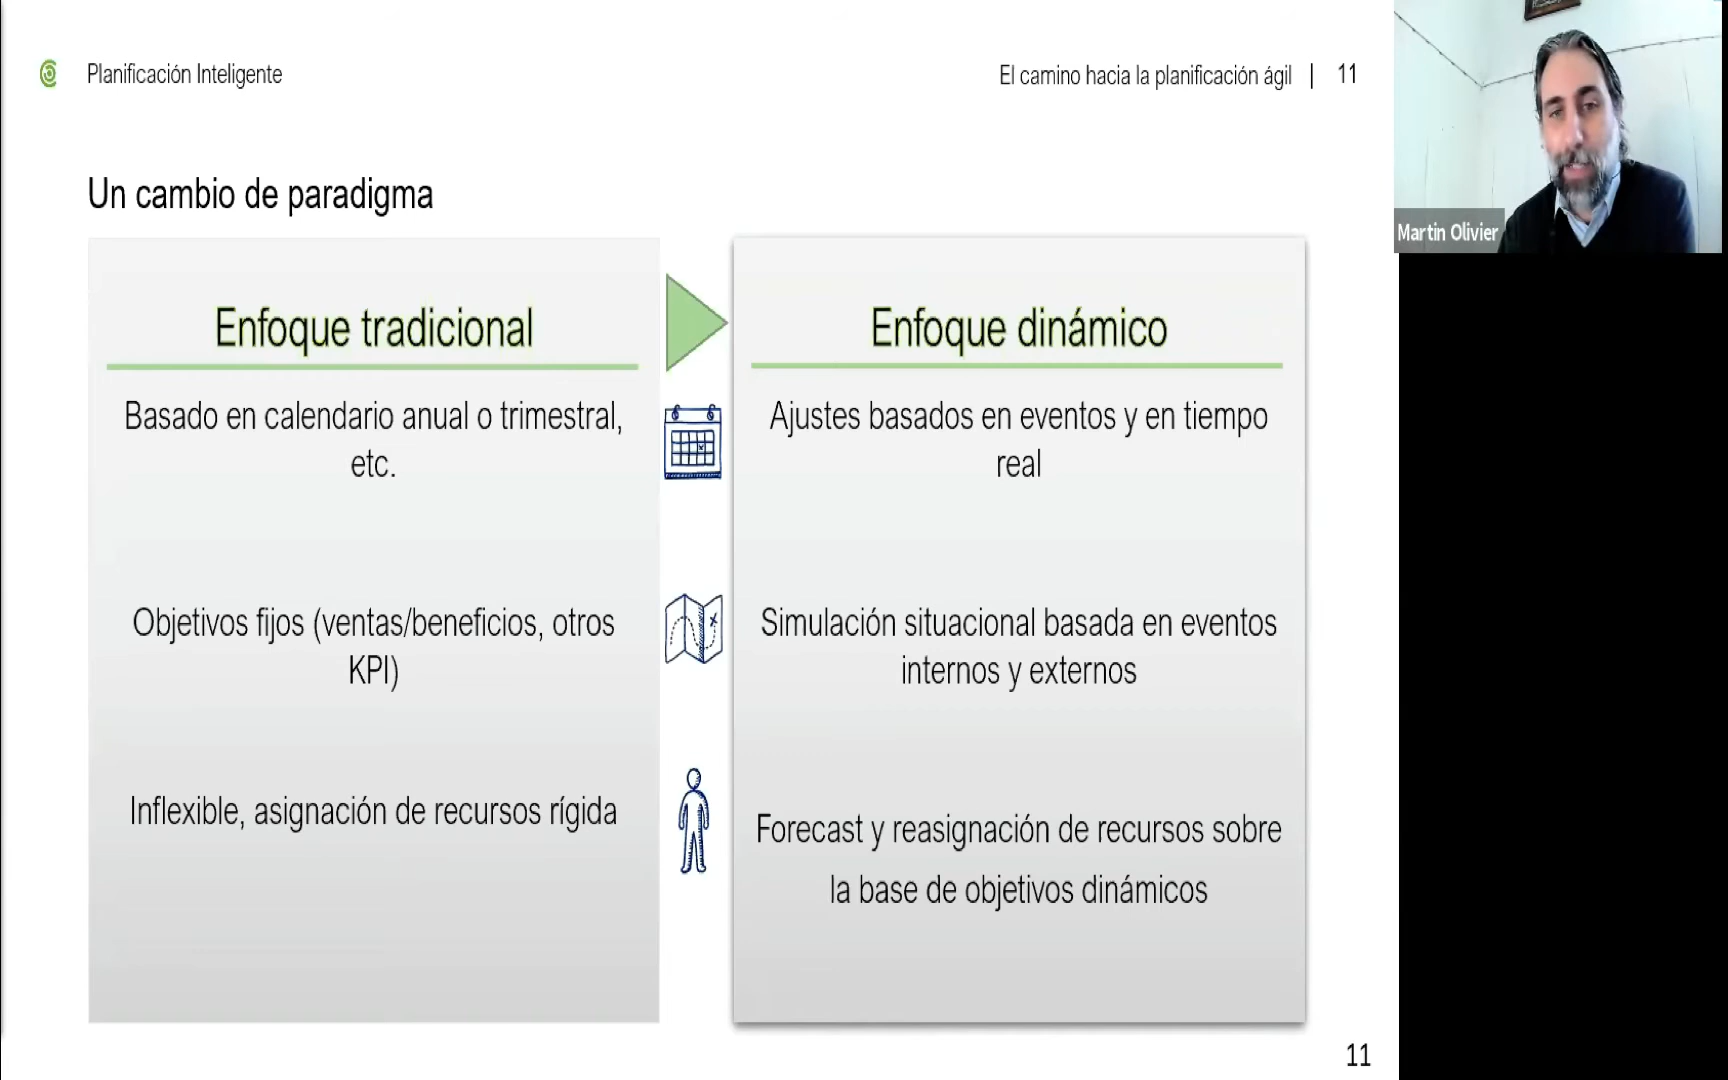 Planificación Inteligente
El camino hacia la planificación ágil | 11
Un cambio de paradigma
Enfoque tradicional
Basado en calendario anual o trimestral,
etc.
Objetivos fijos (ventas/beneficios, otros
KPI)
Inflexible, asignación de recursos rígida
Enfoque dinámico
Ajustes basados en eventos y en tiempo
real
Simulación situacional basada en eventos
internos y externos
Forecast y reasignación de recursos sobre
la base de objetivos dinámicos
11
Martin Olivier